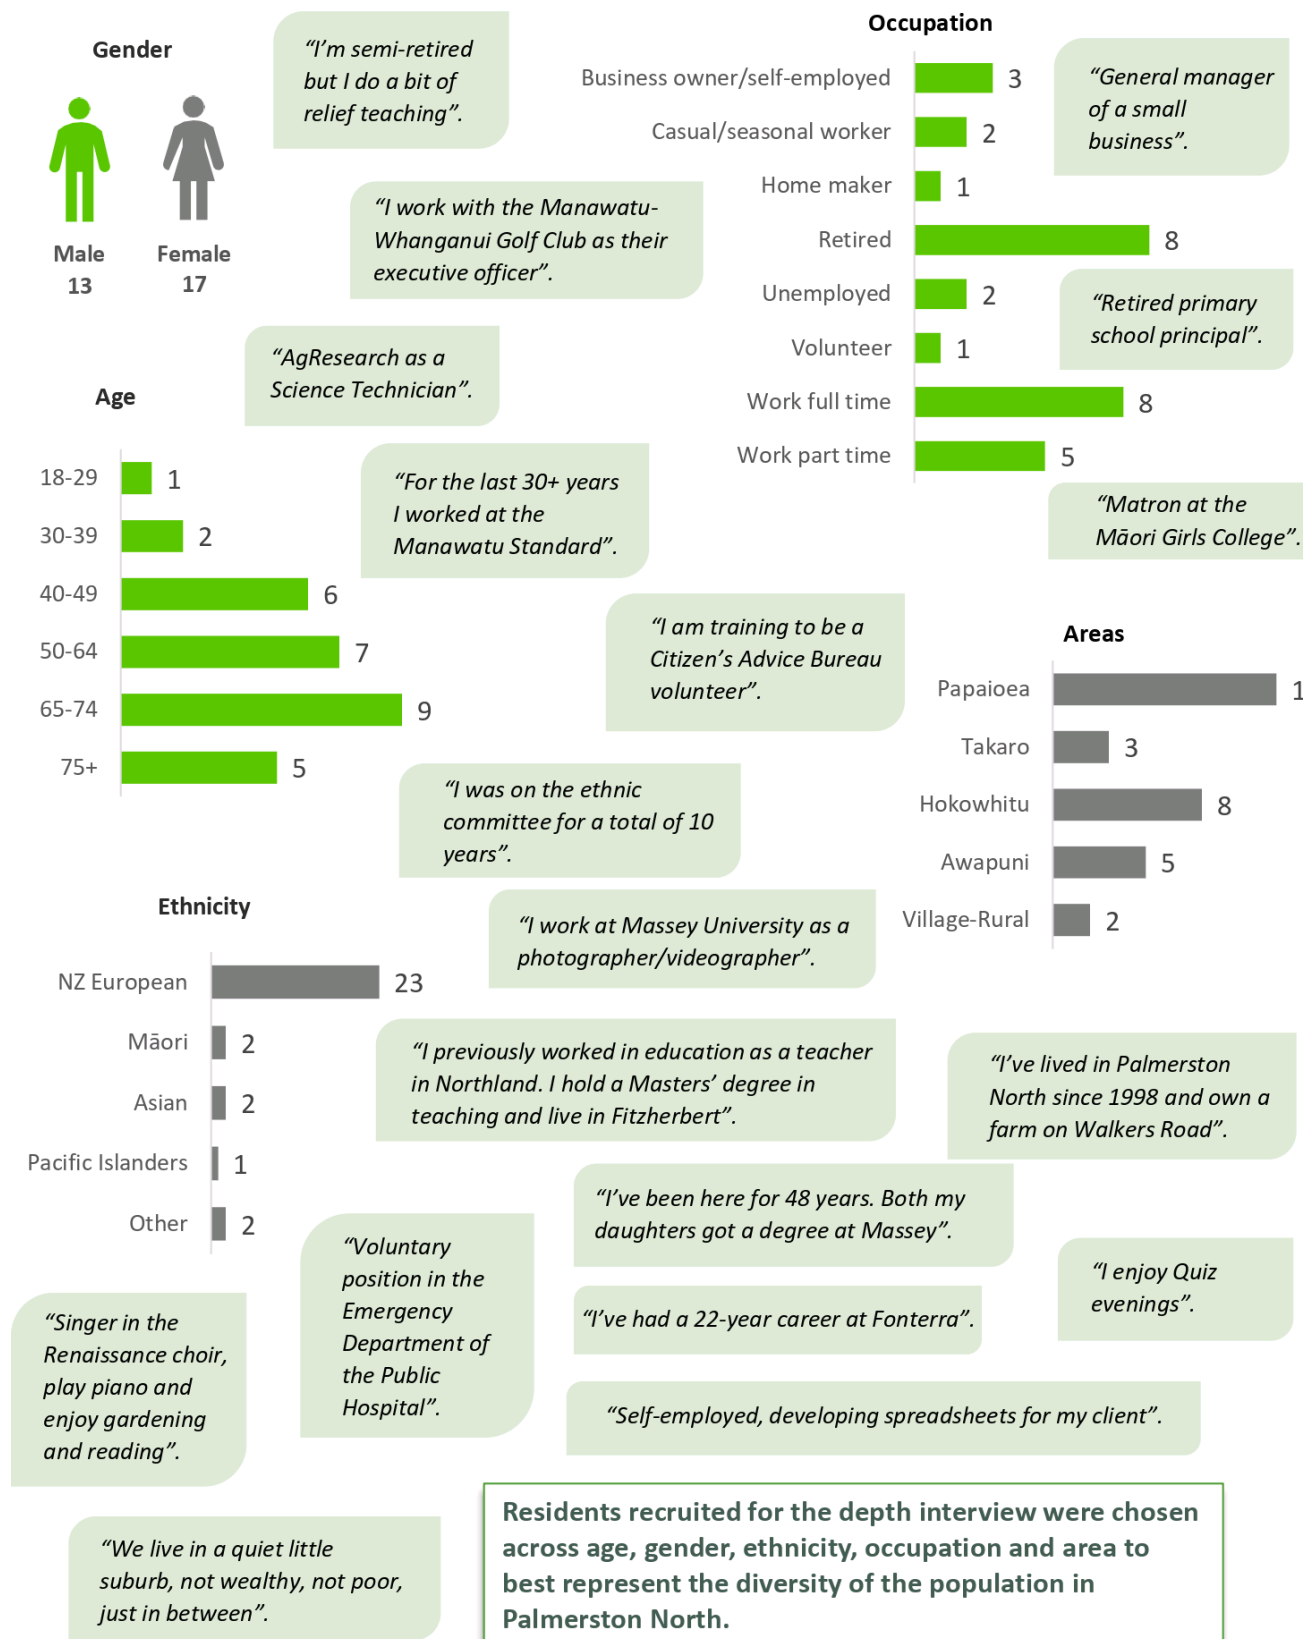 Gender
Male
13
Female
17
“I’m semi-retired
but I do a bit of
relief teaching”.
Occupation
Business owner/self-employed 3
Casual/seasonal worker 2
Home maker 1
Retired 8
Unemployed 2
Volunteer 1
Work full time 8
Work part time 5
“General manager
of a small
business”.
“I work with the Manawatu-
Whanganui Golf Club as their
executive officer”.
“Retired primary
school principal”.
“AgResearch as a
Science Technician”.
Age
18-29 1
30-39 2
40-49 6
50-64 7
65-74 9
75+ 5
“For the last 30+ years
I worked at the
Manawatu Standard”.
“Matron at the
Māori Girls College”.
“I am training to be a
Citizen’s Advice Bureau
volunteer”.
Areas
Papaioea 1
Takaro 3
Hokowhitu 8
Awapuni 5
Village-Rural 2
“I was on the ethnic
committee for a total of 10
years”.
Ethnicity
NZ European 23
Māori 2
Asian 2
Pacific Islanders 1
Other 2
“I work at Massey University as a
photographer/videographer”.
“I previously worked in education as a teacher
in Northland. I hold a Masters’ degree in
teaching and live in Fitzherbert”.
“I’ve lived in Palmerston
North since 1998 and own a
farm on Walkers Road”.
“I’ve been here for 48 years. Both my
daughters got a degree at Massey”.
“Voluntary
position in the
Emergency
Department of
the Public
Hospital”.
“I enjoy Quiz
evenings”.
“I’ve had a 22-year career at Fonterra”.
“Singer in the
Renaissance choir,
play piano and
enjoy gardening
and reading”.
“Self-employed, developing spreadsheets for my client”.
Residents recruited for the depth interview were chosen
across age, gender, ethnicity, occupation and area to
best represent the diversity of the population in
Palmerston North.
“We live in a quiet little
suburb, not wealthy, not poor,
just in between”.